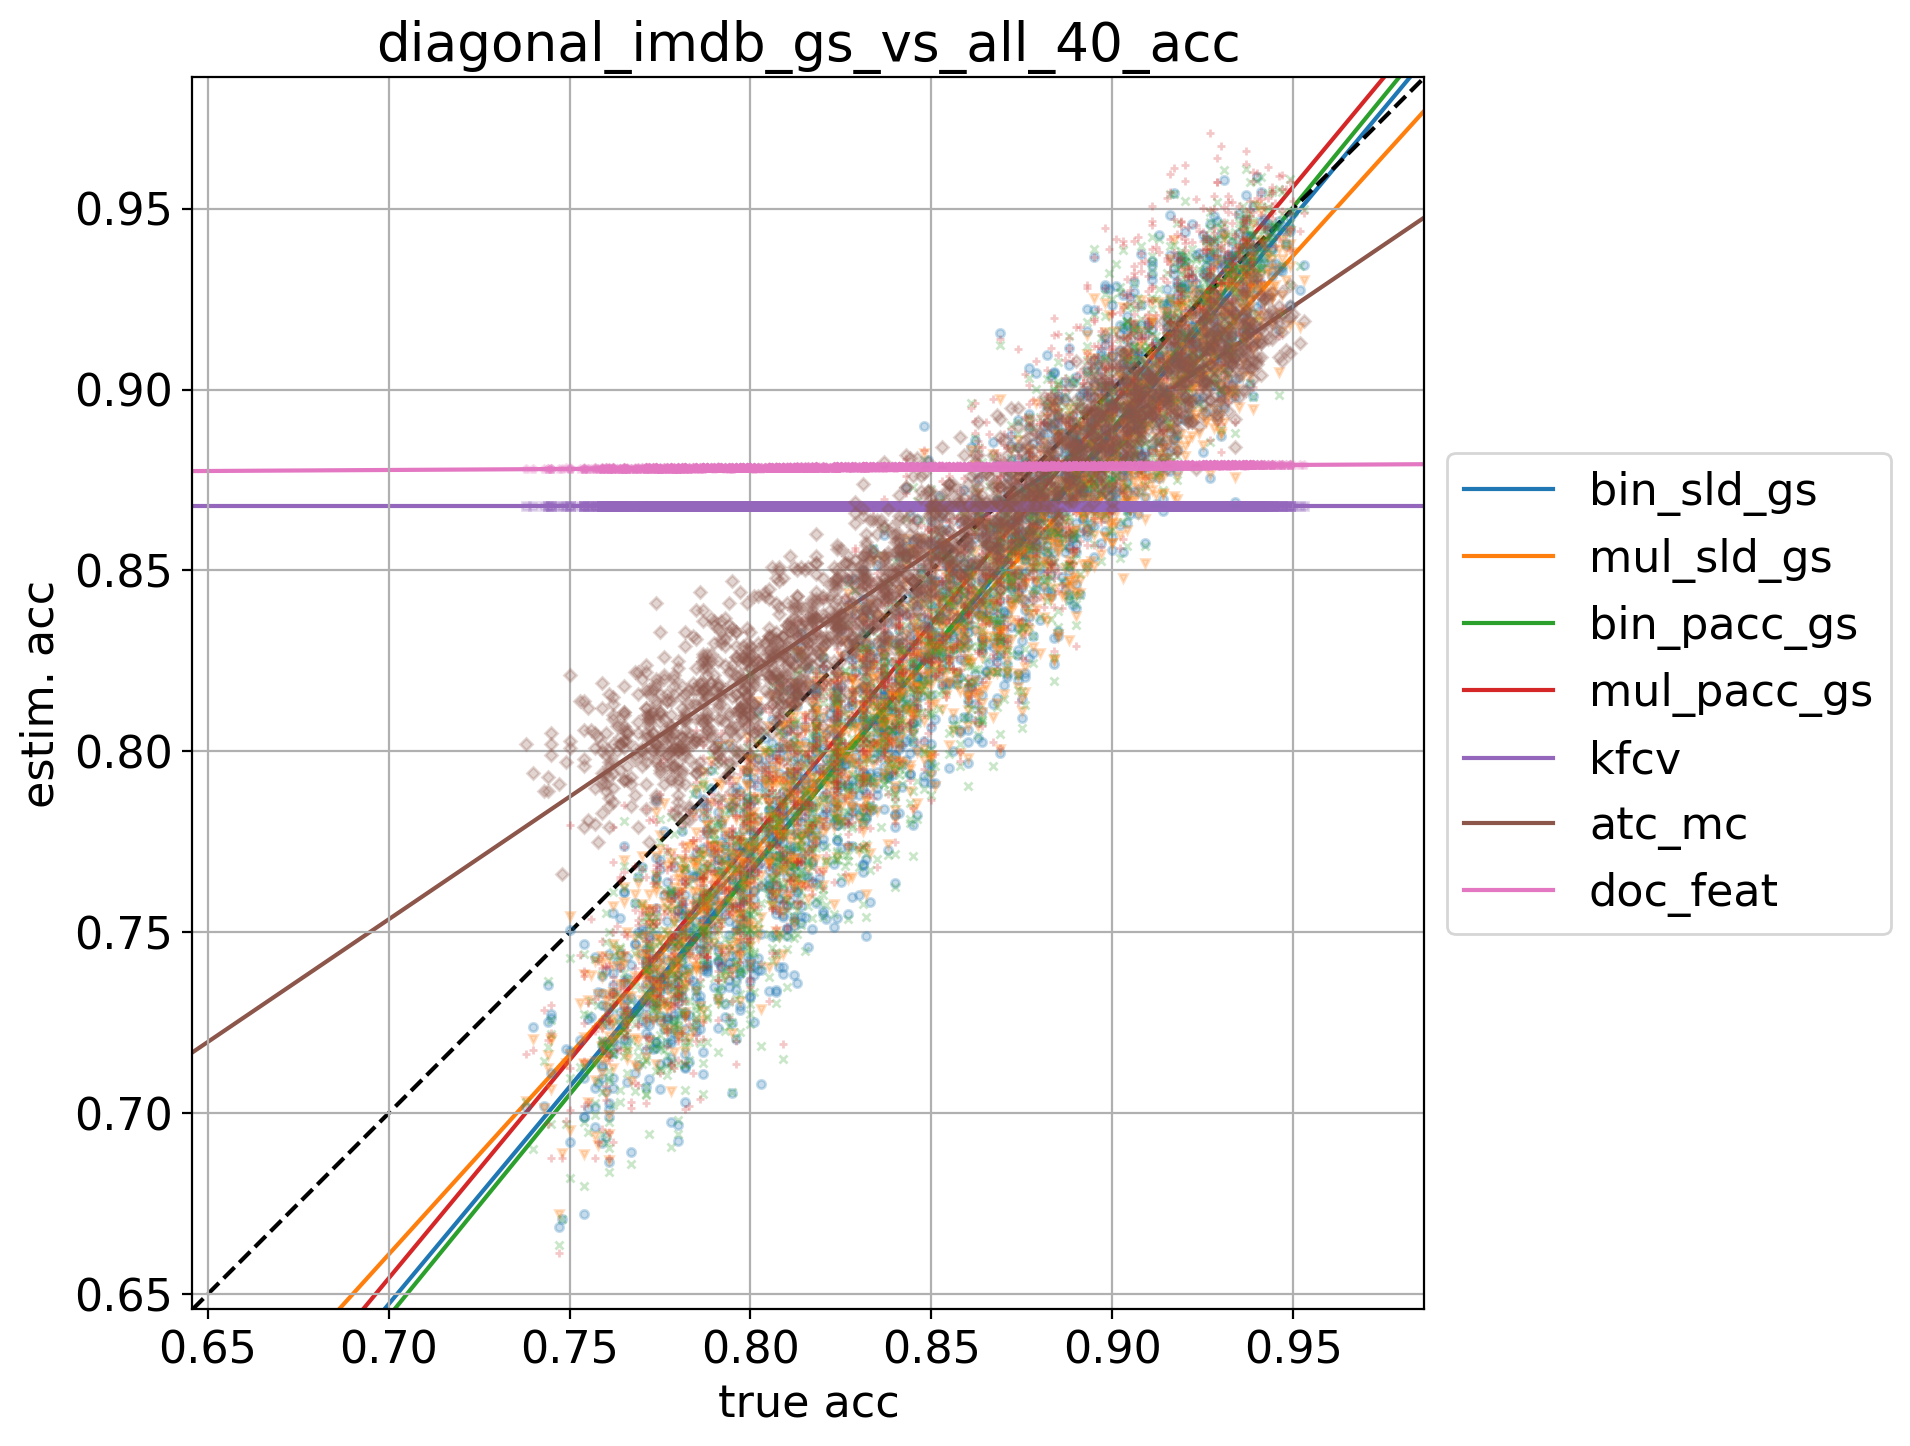 diagonal_imdb_gs_vs_all_40_acc
0.95
0.90
0.85
0.80
0.75
0.70
0.65
estim. acc
0.65 0.70 0.75 0.80 0.85 0.90 0.95
true acc
bin_sld_gs
mul_sld_gs
bin_pacc_gs
mul_pacc_gs
kfcv
atc_mc
doc_feat